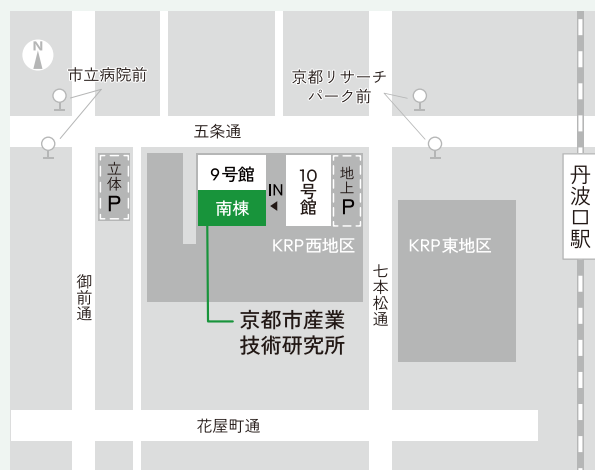 N
市立病院前
京都リサーチ
パーク前
五条通
立体
P
9号館
南棟
IN
10号館
地上
P
丹波口駅
KRP西地区
KRP東地区
御前通
七本松通
京都市産業
技術研究所
花屋町通